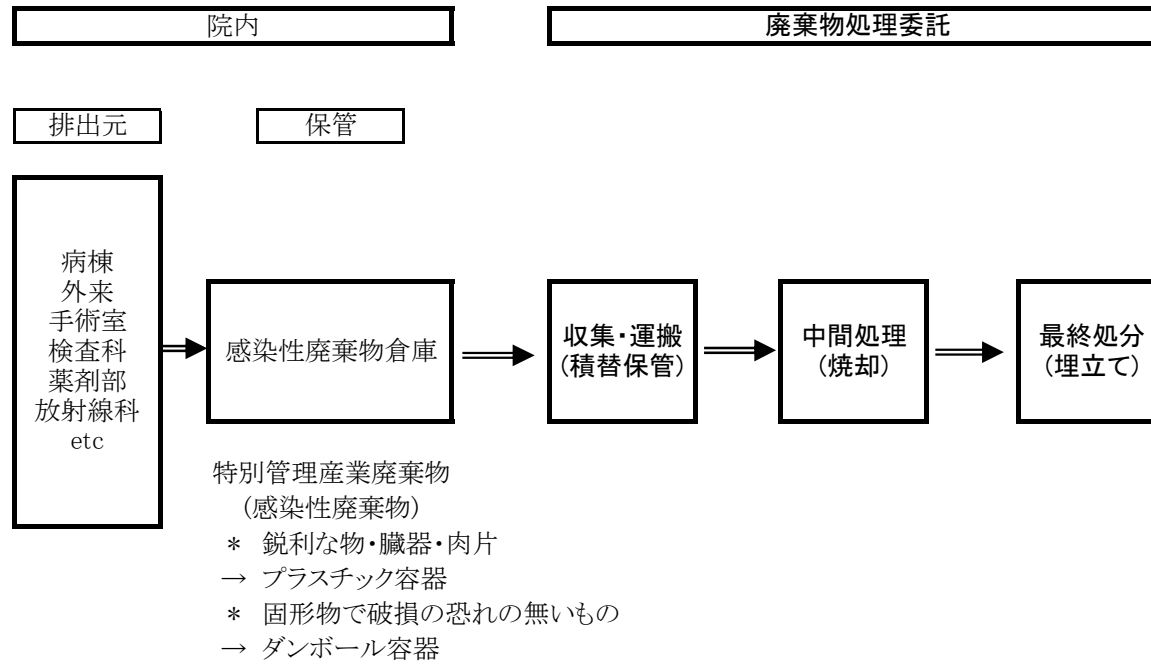 院内
廃棄物処理委託
排出元
保管
病棟
外来
手術室
検査科
薬剤部
放射線科
etc
感染性廃棄物倉庫
収集・運搬
(積替保管)
中間処理
(焼却)
最終処分
(埋立て)
特別管理産業廃棄物
(感染性廃棄物)
* 鋭利な物・臓器・肉片
→ プラスチック容器
* 固形物で破損の恐れの無いもの
→ ダンボール容器